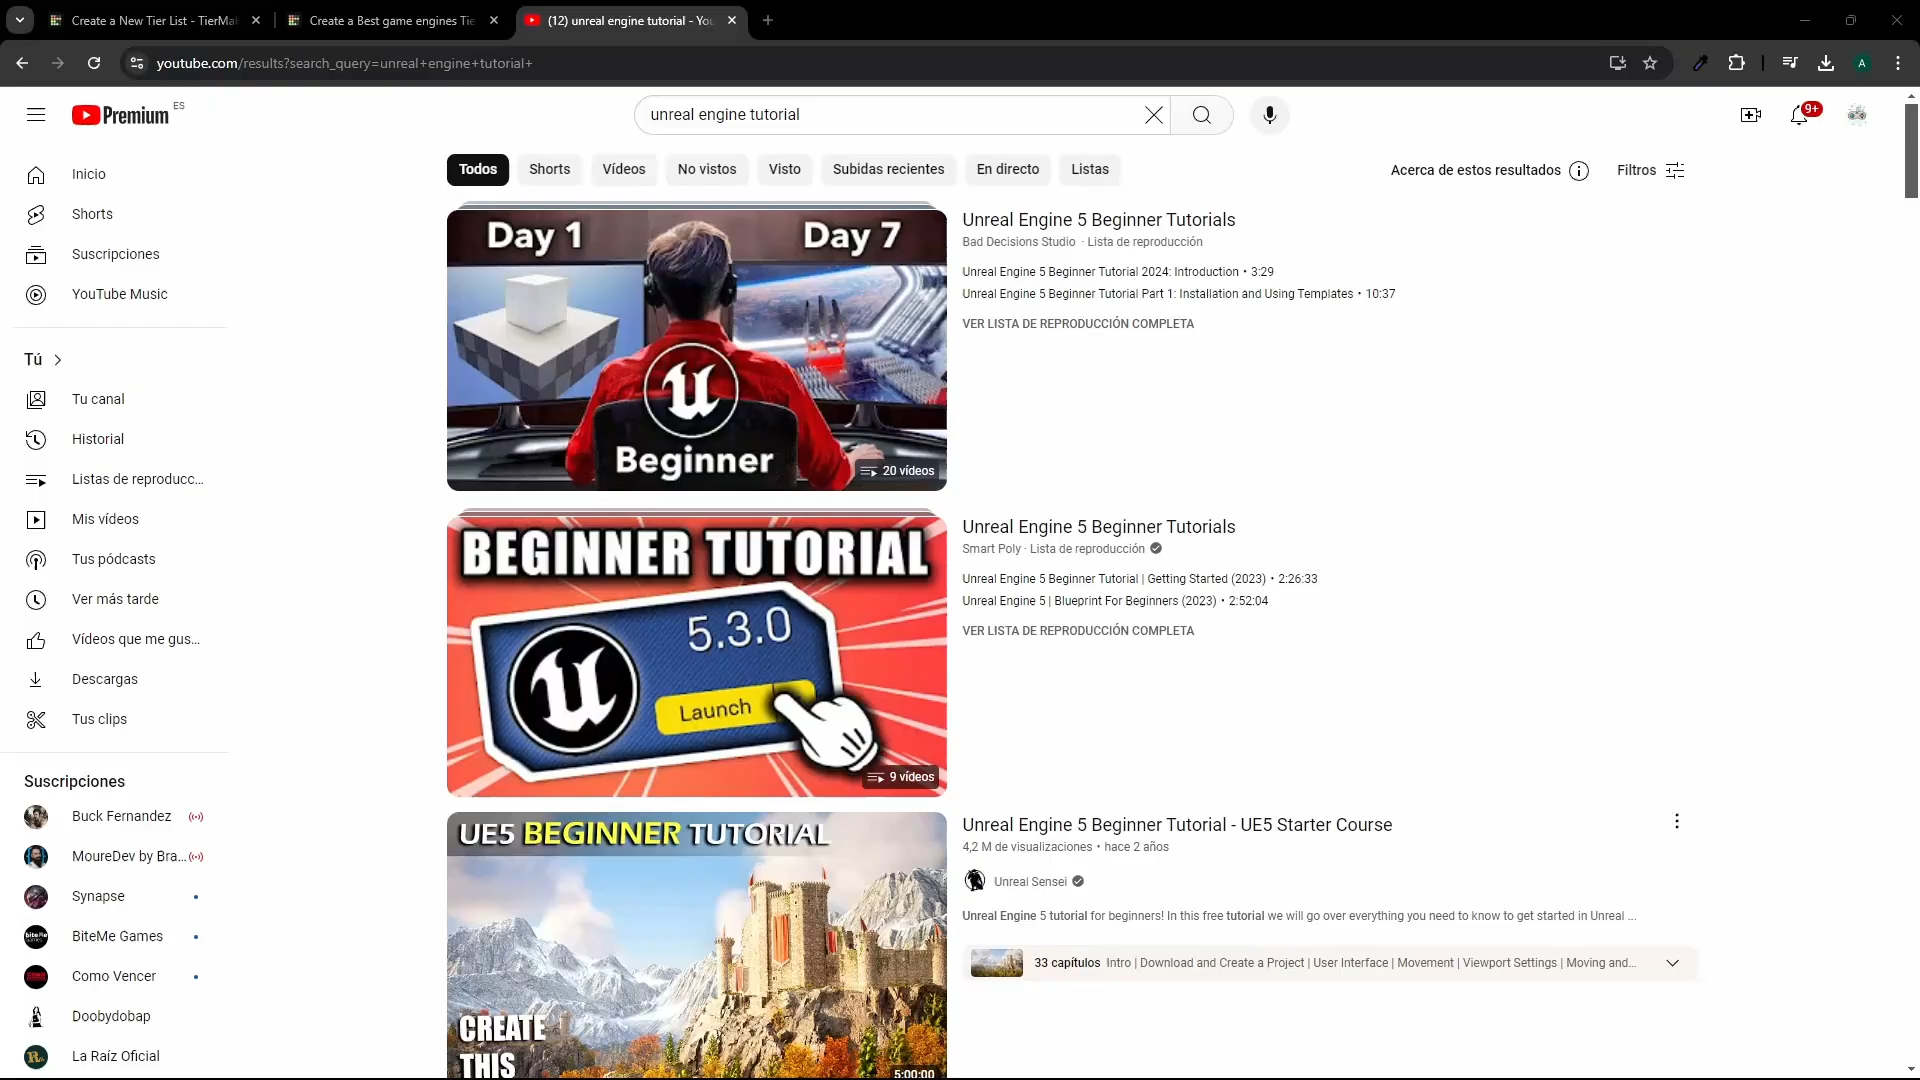 Create a New Tier List - TierMa
Create a Best game engines Tie
(12) unreal engine tutorial - You
youtube.com/results?search_query=unreal+engine+tutorial+
A
Premium
ES
unreal engine tutorial
9+
Todos
Shorts
Vídeos
No vistos
Visto
Subidas recientes
En directo
Listas
Acerca de estos resultados
Filtros
Inicio
Shorts
Suscripciones
YouTube Music
Tú
Tu canal
Historial
Listas de reproducc...
Mis vídeos
Tus pódcasts
Ver más tarde
Vídeos que me gus...
Descargas
Tus clips
Suscripciones
Buck Fernandez
MoureDev by Bra...
Synapse
BiteMe Games
Como Vencer
Doobydobap
La Raíz Oficial
Day 1
Day 7
Beginner
20 vídeos
Unreal Engine 5 Beginner Tutorials
Bad Decisions Studio · Lista de reproducción
Unreal Engine 5 Beginner Tutorial 2024: Introduction • 3:29
Unreal Engine 5 Beginner Tutorial Part 1: Installation and Using Templates • 10:37
VER LISTA DE REPRODUCCIÓN COMPLETA
BEGINNER TUTORIAL
5.3.0
Launch
9 vídeos
Unreal Engine 5 Beginner Tutorials
Smart Poly · Lista de reproducción
Unreal Engine 5 Beginner Tutorial | Getting Started (2023) • 2:26:33
Unreal Engine 5 | Blueprint For Beginners (2023) • 2:52:04
VER LISTA DE REPRODUCCIÓN COMPLETA
UE5 BEGINNER TUTORIAL
CREATE
THIS
5:00:00
Unreal Engine 5 Beginner Tutorial - UE5 Starter Course
4,2 M de visualizaciones • hace 2 años
Unreal Sensei
Unreal Engine 5 tutorial for beginners! In this free tutorial we will go over everything you need to know to get started in Unreal ...
33 capítulos Intro | Download and Create a Project | User Interface | Movement | Viewport Settings | Moving and...